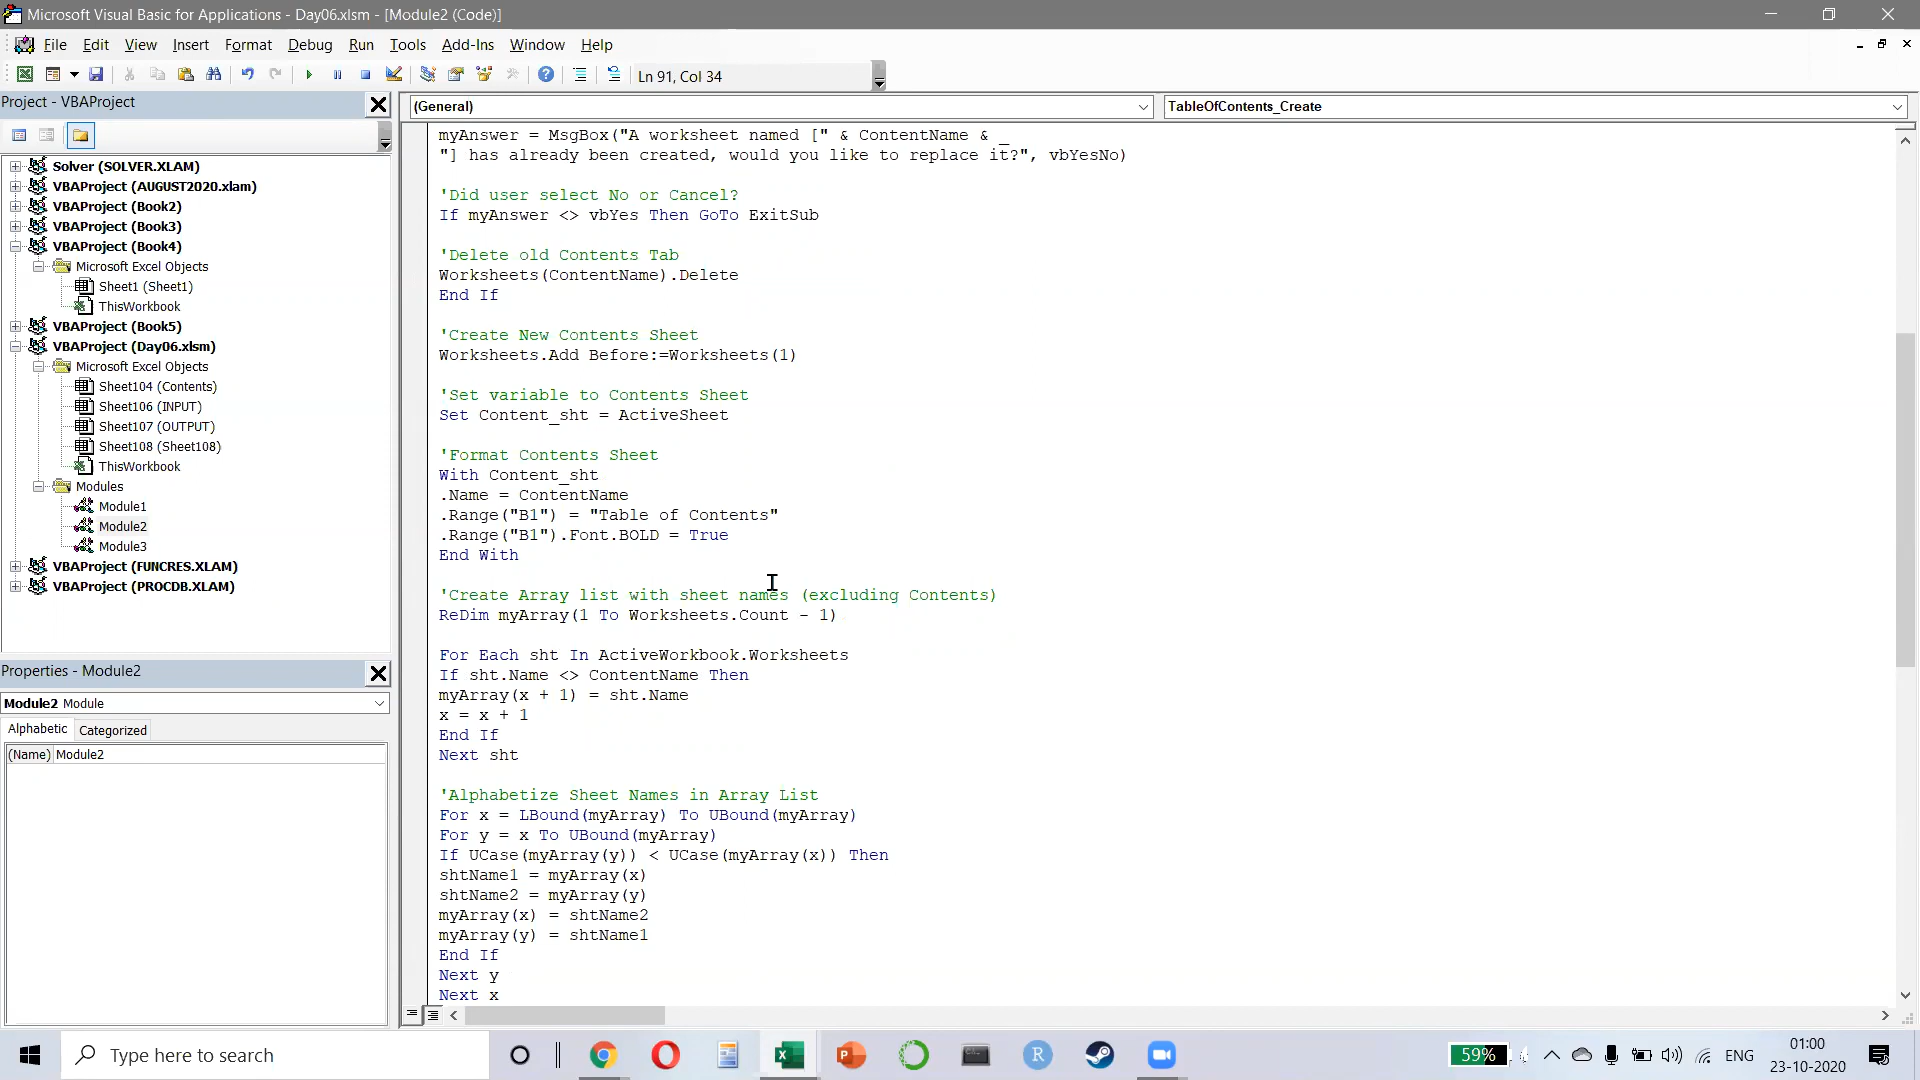 Microsoft Visual Basic for Applications - Day06.xlsm - [Module2 (Code)]
File Edit View Insert Format Debug Run Tools Add-Ins Window Help
Ln 91, Col 34
Project - VBAProject
(General)
TableOfContents_Create
Solver (SOLVER.XLAM)
VBAProject (AUGUST2020.xlam)
VBAProject (Book2)
VBAProject (Book3)
VBAProject (Book4)
Microsoft Excel Objects
Sheet1 (Sheet1)
ThisWorkbook
VBAProject (Book5)
VBAProject (Day06.xlsm)
Microsoft Excel Objects
Sheet104 (Contents)
Sheet106 (INPUT)
Sheet107 (OUTPUT)
Sheet108 (Sheet108)
ThisWorkbook
Modules
Module1
Module2
Module3
VBAProject (FUNCRES.XLAM)
VBAProject (PROCDB.XLAM)
Properties - Module2
Module2 Module
Alphabetic Categorized
(Name) Module2
myAnswer = MsgBox("A worksheet named [" & ContentName & _
"] has already been created, would you like to replace it?", vbYesNo)
'Did user select No or Cancel?
If myAnswer <> vbYes Then GoTo ExitSub
'Delete old Contents Tab
Worksheets(ContentName).Delete
End If
'Create New Contents Sheet
Worksheets.Add Before:=Worksheets(1)
'Set variable to Contents Sheet
Set Content_sht = ActiveSheet
'Format Contents Sheet
With Content_sht
.Name = ContentName
.Range("B1") = "Table of Contents"
.Range("B1").Font.BOLD = True
End With
'Create Array list with sheet names (excluding Contents)
ReDim myArray(1 To Worksheets.Count - 1)
For Each sht In ActiveWorkbook.Worksheets
If sht.Name <> ContentName Then
myArray(x + 1) = sht.Name
x = x + 1
End If
Next sht
'Alphabetize Sheet Names in Array List
For x = LBound(myArray) To UBound(myArray)
For y = x To UBound(myArray)
If UCase(myArray(y)) < UCase(myArray(x)) Then
shtName1 = myArray(x)
shtName2 = myArray(y)
myArray(x) = shtName2
myArray(y) = shtName1
End If
Next y
Next x
Type here to search
59%
ENG
01:00
23-10-2020